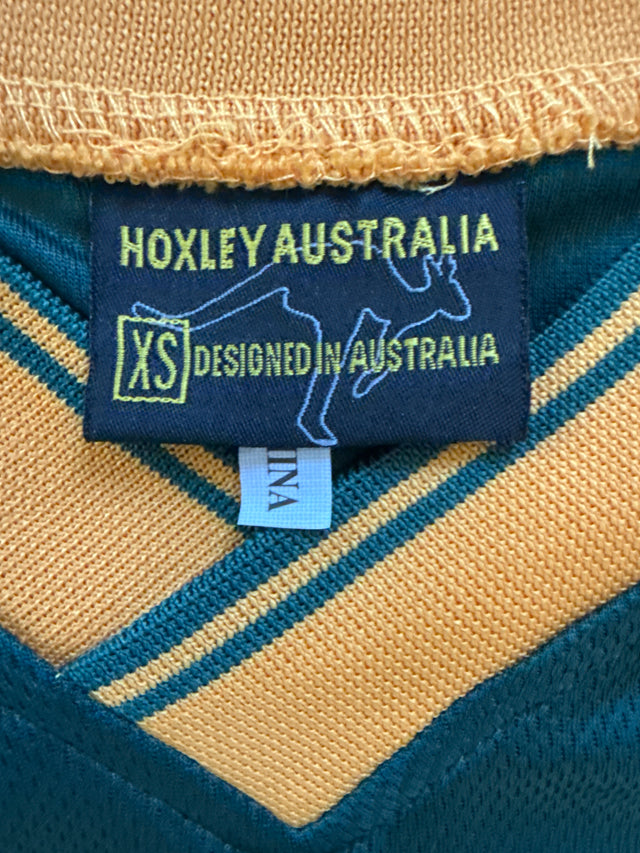 HOXLEY AUSTRALIA
XS DESIGNED IN AUSTRALIA
INA